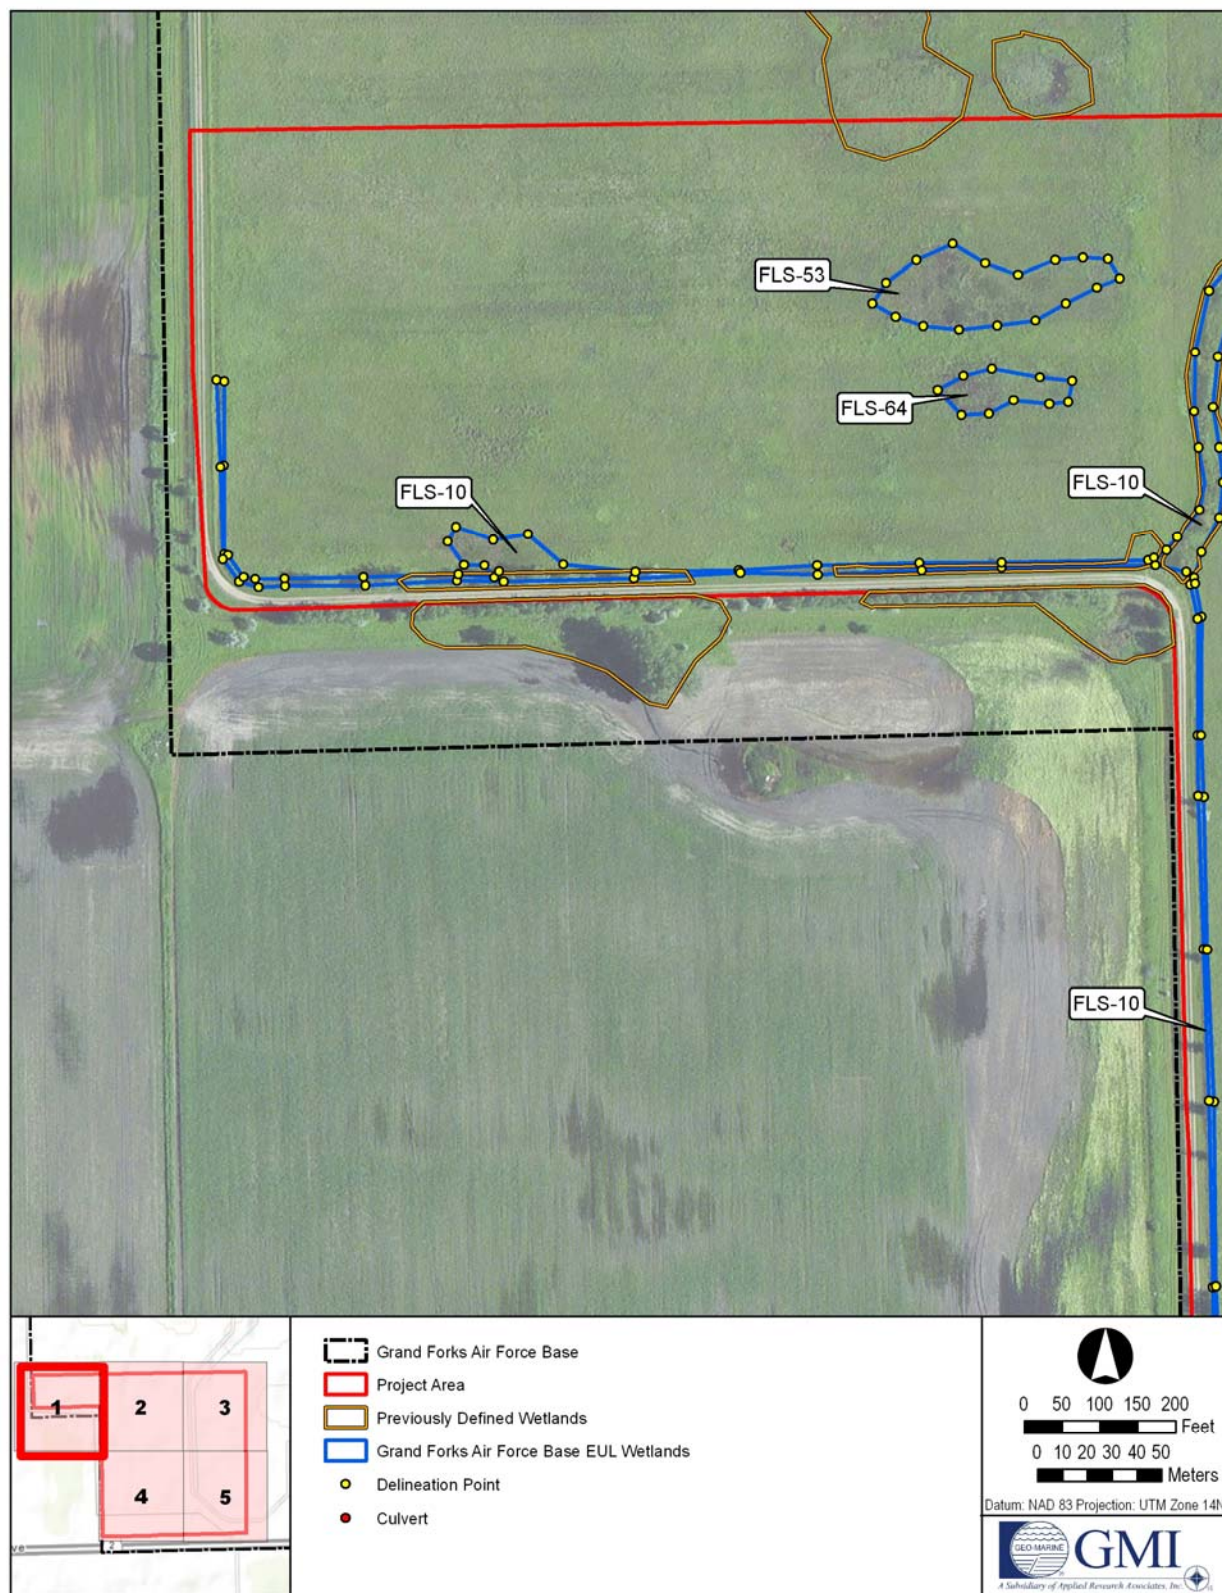 FLS-53
FLS-64
FLS-10
FLS-10
FLS-10
1
2
3
4
5
ve
2
Grand Forks Air Force Base
Project Area
Previously Defined Wetlands
Grand Forks Air Force Base EUL Wetlands
Delineation Point
Culvert
0 50 100 150 200
Feet
0 10 20 30 40 50
Meters
Datum: NAD 83 Projection: UTM Zone 14N
GEO-MARINE
GMI
A Subsidiary of Applied Research Associates, Inc.